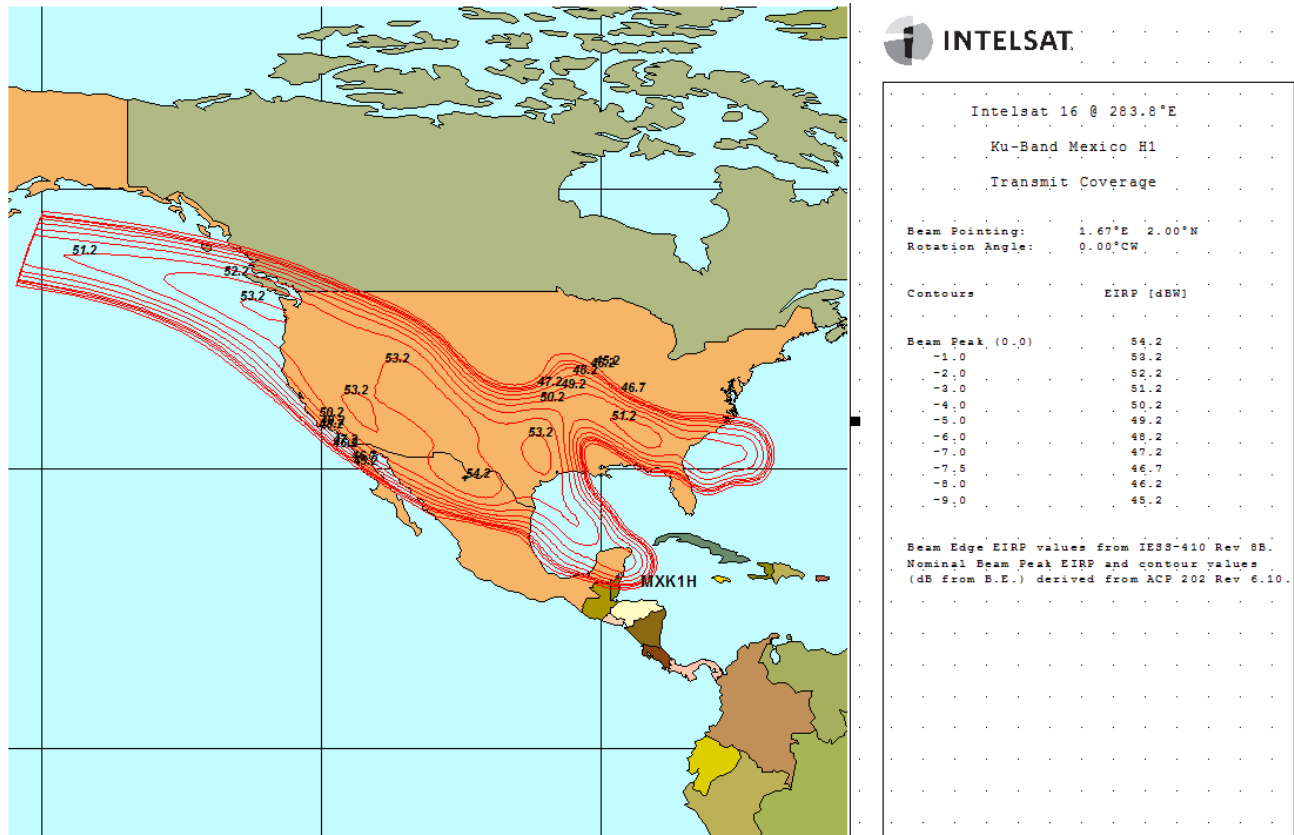 INTELSAT.
Intelsat 16 @ 283.8°E
Ku-Band Mexico H1
Transmit Coverage
Beam Pointing: 1.67°E 2.00°N
Rotation Angle: 0.00°CW
Contours EIRP [dBW]
Beam Peak (0.0) 54.2
-1.0 53.2
-2.0 52.2
-3.0 51.2
-4.0 50.2
-5.0 49.2
-6.0 48.2
-7.0 47.2
-7.5 46.7
-8.0 46.2
-9.0 45.2
Beam Edge EIRP values from IESS-410 Rev 8B.
Nominal Beam Peak EIRP and contour values
(dB from B.E.) derived from ACP 202 Rev 6.10.
51.2
52.2
53.2
53.2
45.2
48.2
47.2
49.2
46.7
53.2
50.2
50.2
51.2
53.2
54.2
MXK1H